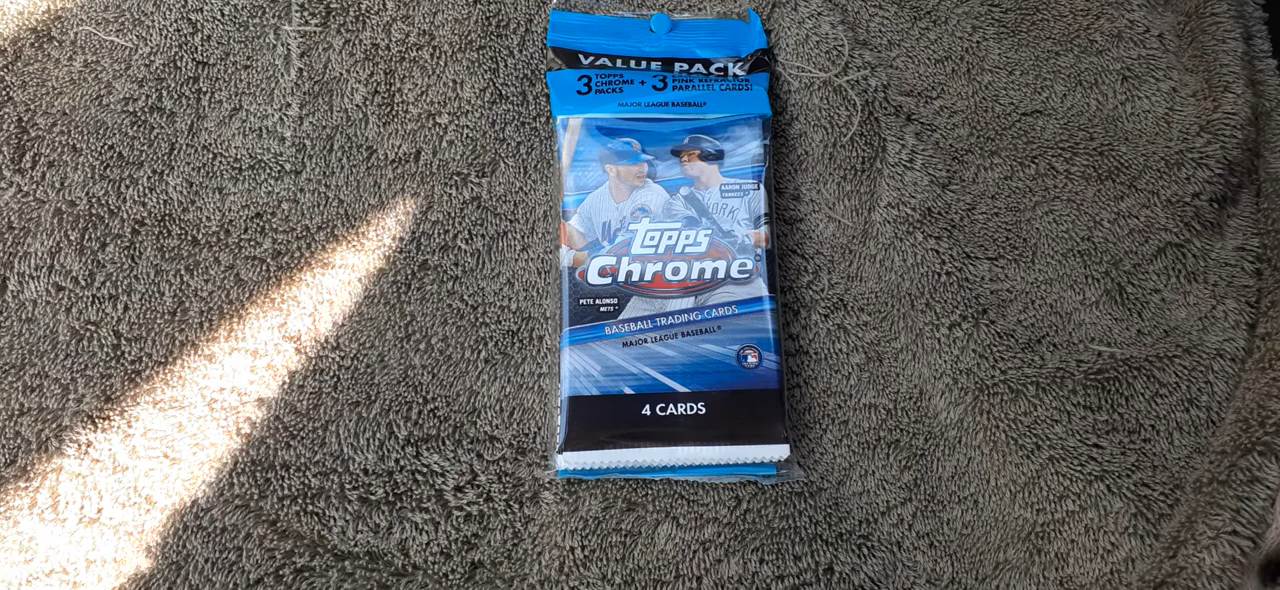 VALUE PACK
3 TOPPS CHROME PACKS + 3 PINK REFRACTOR PARALLEL CARDS!
MAJOR LEAGUE BASEBALL®
AARON JUDGE
YANKEES®
topps
Chrome
PETE ALONSO
METS®
BASEBALL TRADING CARDS
MAJOR LEAGUE BASEBALL®
4 CARDS